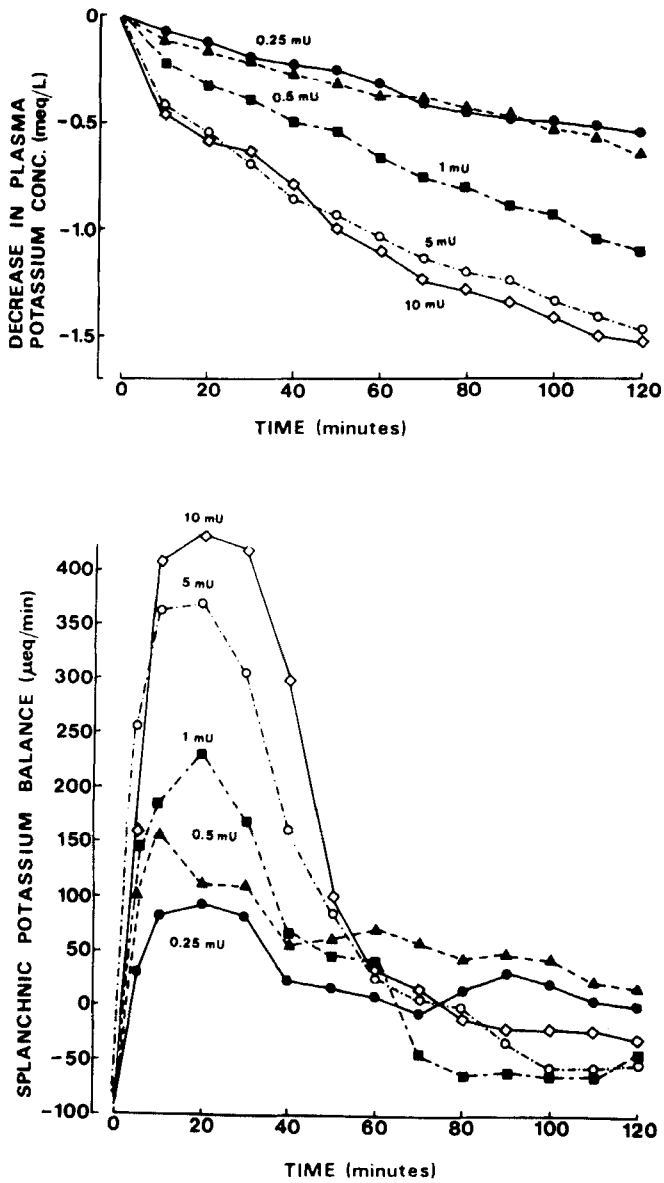 DECREASE IN PLASMA
POTASSIUM CONC. (meq/L)
0
-0.5
-1.0
-1.5
0.25 mU
0.5 mU
1 mU
5 mU
10 mU
0 20 40 60 80 100 120
TIME (minutes)
SPLANCHNIC POTASSIUM BALANCE (μeq/min)
400
350
300
250
200
150
100
50
0
-50
-100
10 mU
5 mU
1 mU
0.5 mU
0.25 mU
0 20 40 60 80 100 120
TIME (minutes)